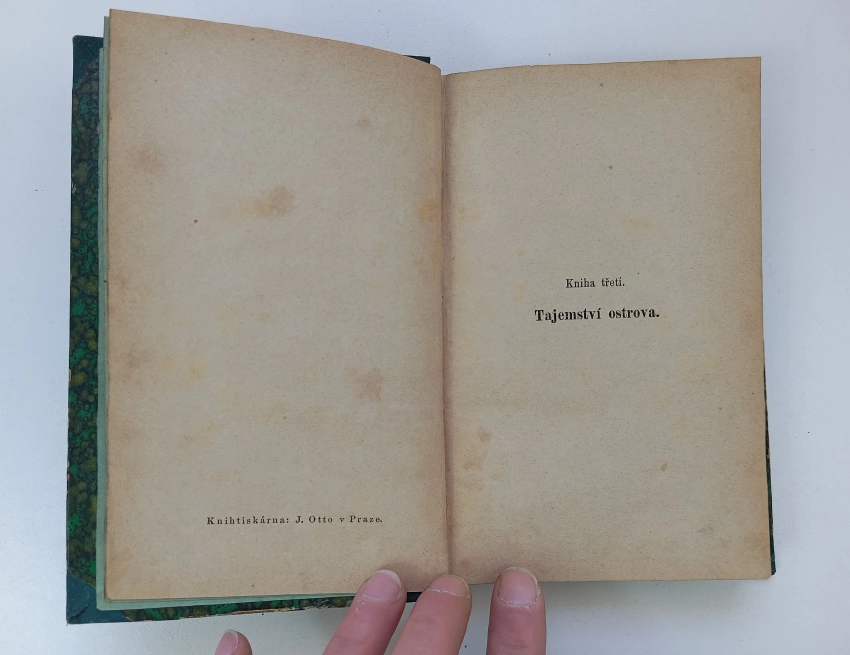 Knihtiskárna: J. Otto v Praze.
Kniha třetí.
Tajemství ostrova.